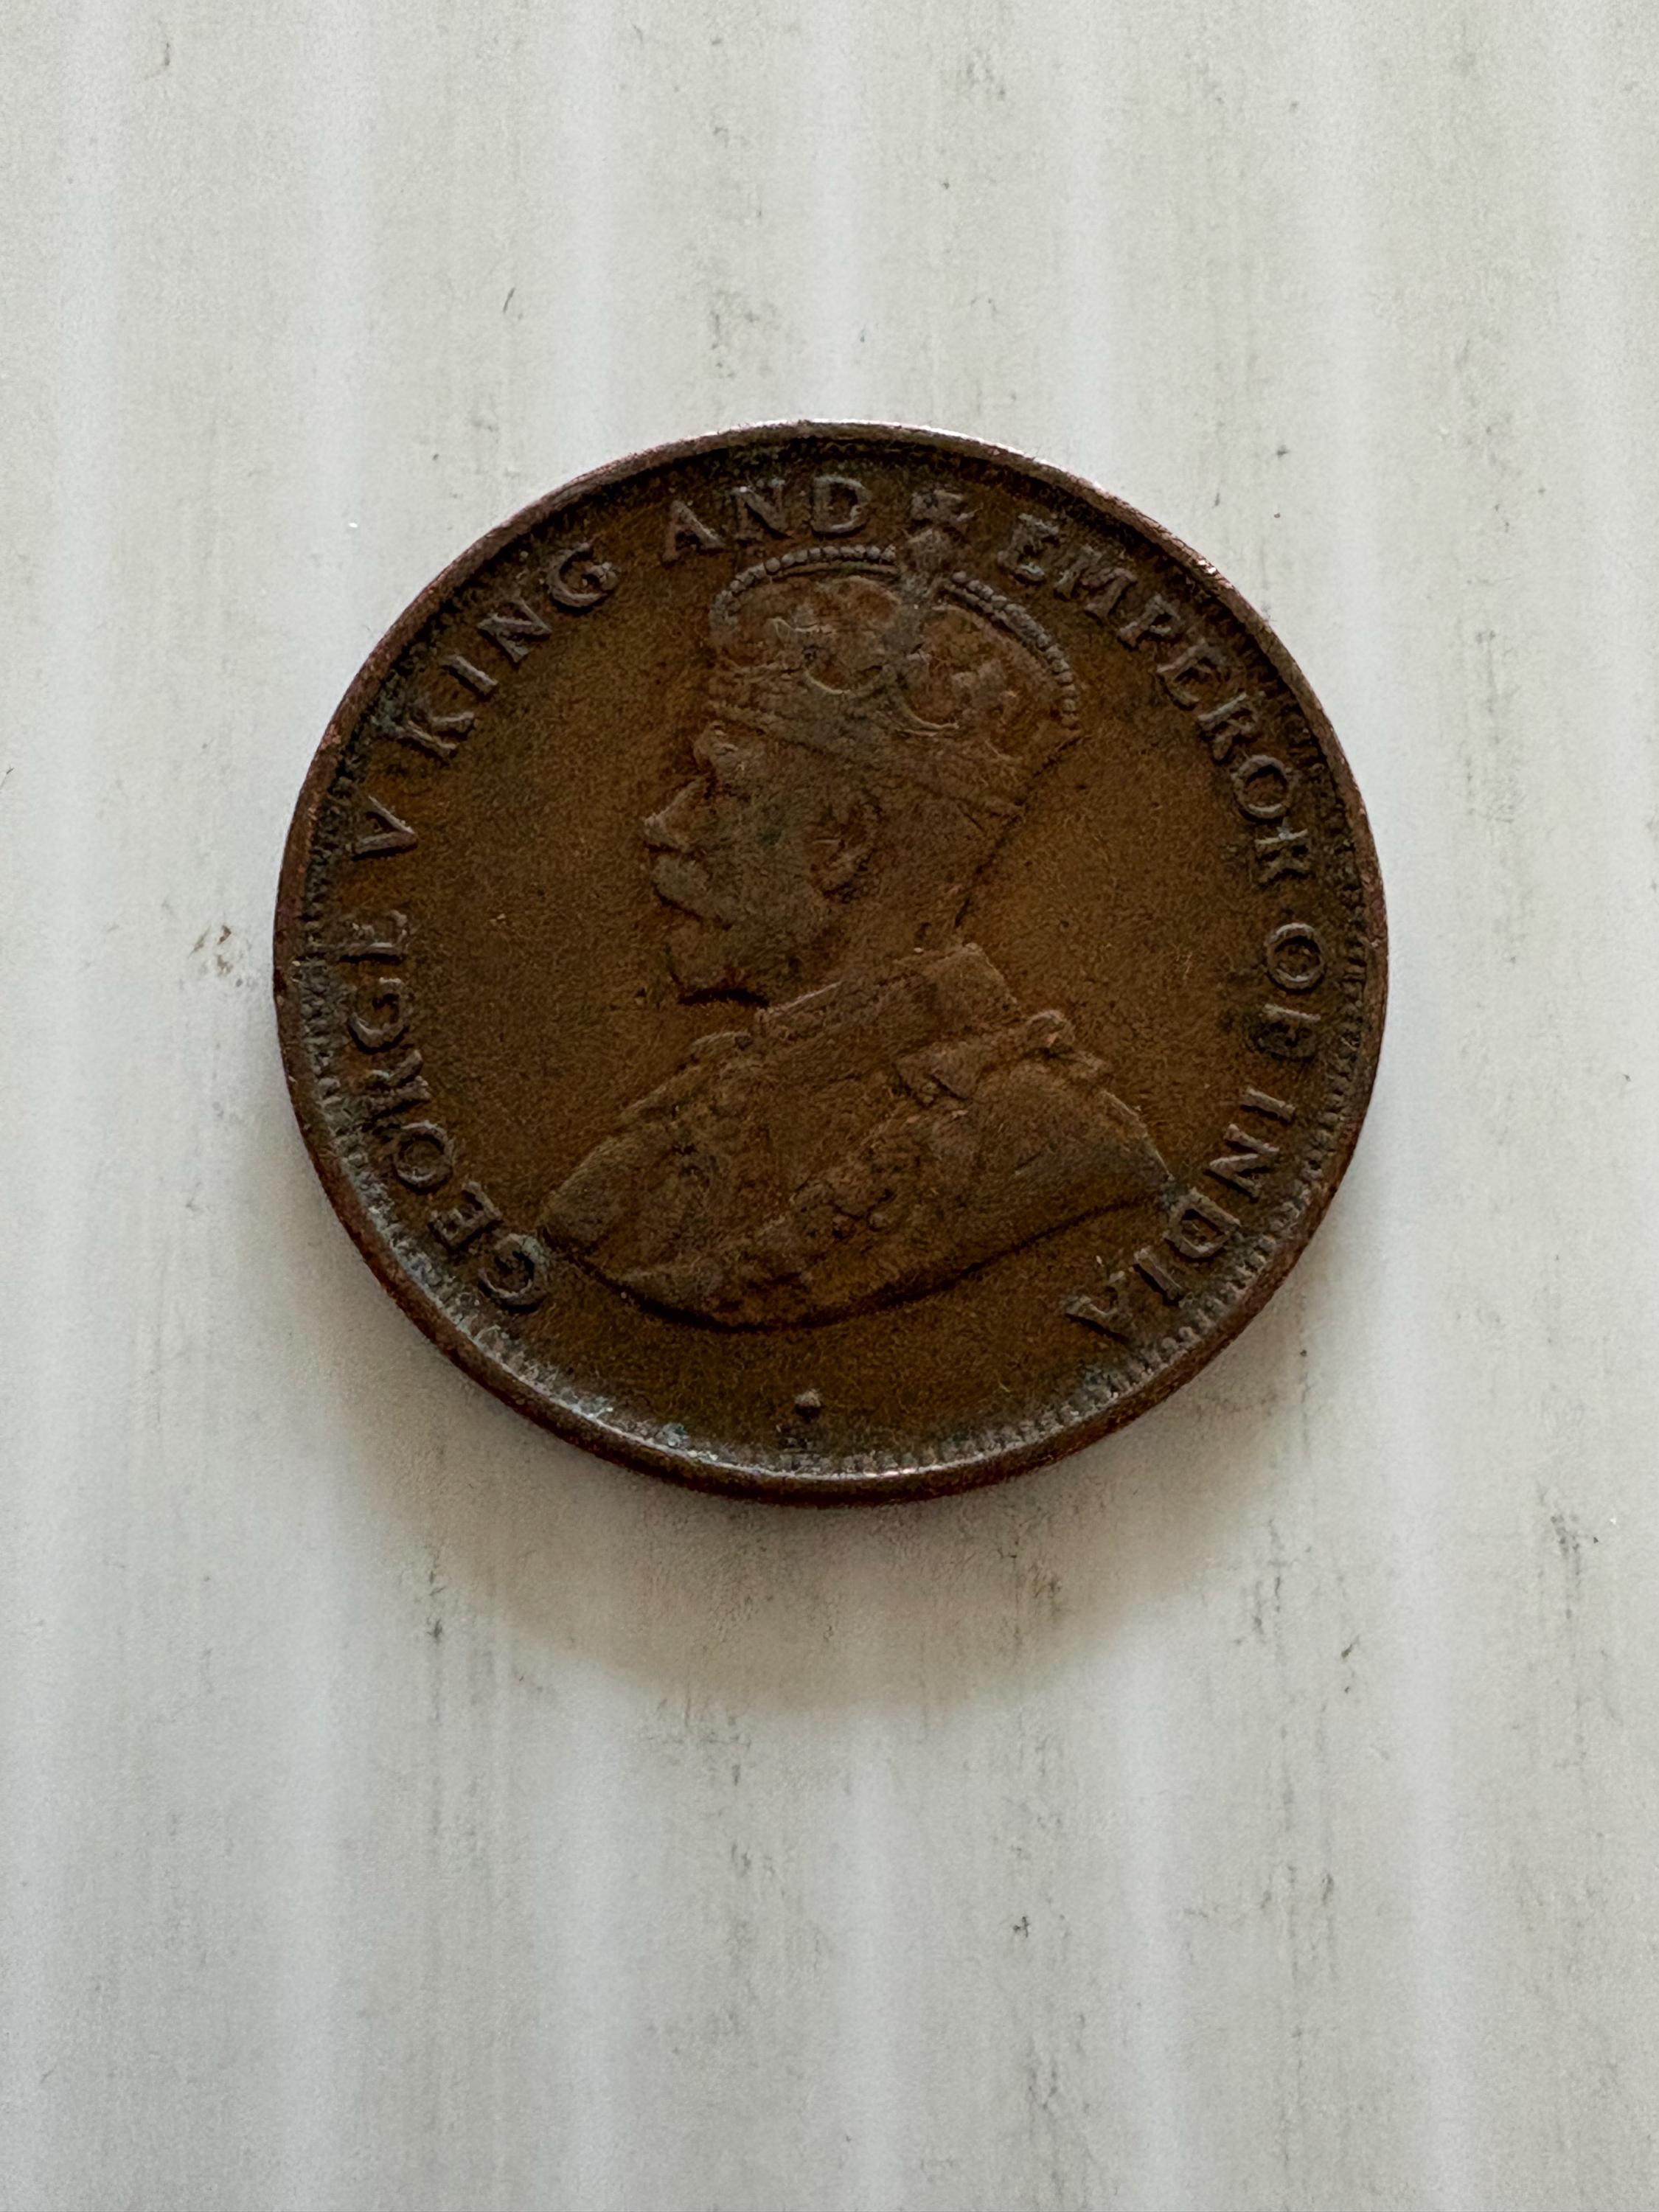 GEORGE V KING AND EMPEROR OF INDIA